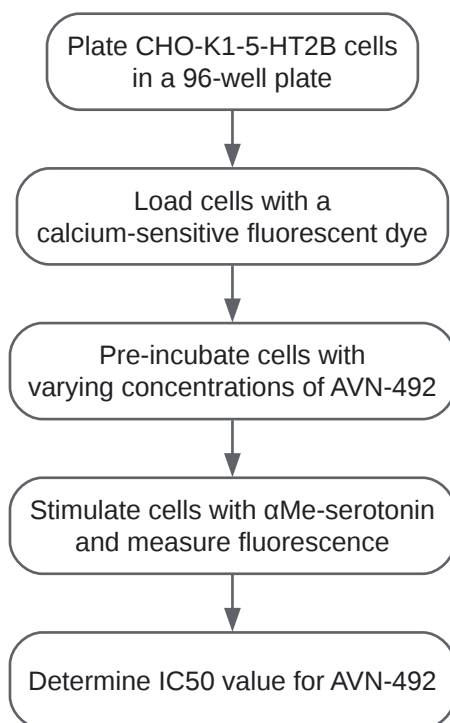 Plate CHO-K1-5-HT2B cells
in a 96-well plate
Load cells with a
calcium-sensitive fluorescent dye
Pre-incubate cells with
varying concentrations of AVN-492
Stimulate cells with αMe-serotonin
and measure fluorescence
Determine IC50 value for AVN-492